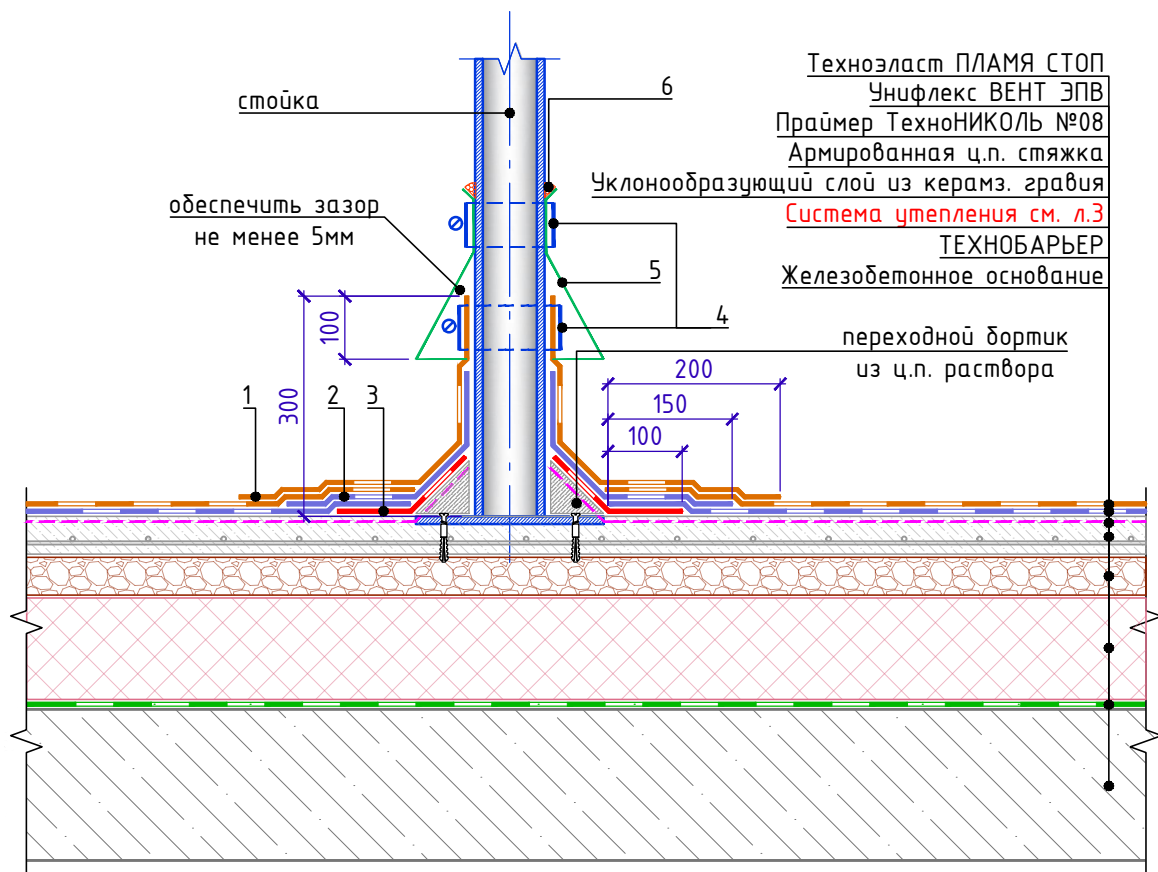 Техноэласт ПЛАМЯ СТОП
Унифлекс ВЕНТ ЭПВ
Праймер ТехноНИКОЛЬ №08
Армированная ц.п. стяжка
Уклонообразующий слой из керамз. гравия
Система утепления см. л.3
ТЕХНОБАРЬЕР
Железобетонное основание
стойка
6
обеспечить зазор
не менее 5мм
5
4
переходной бортик
из ц.п. раствора
100
300
200
150
100
1
2
3